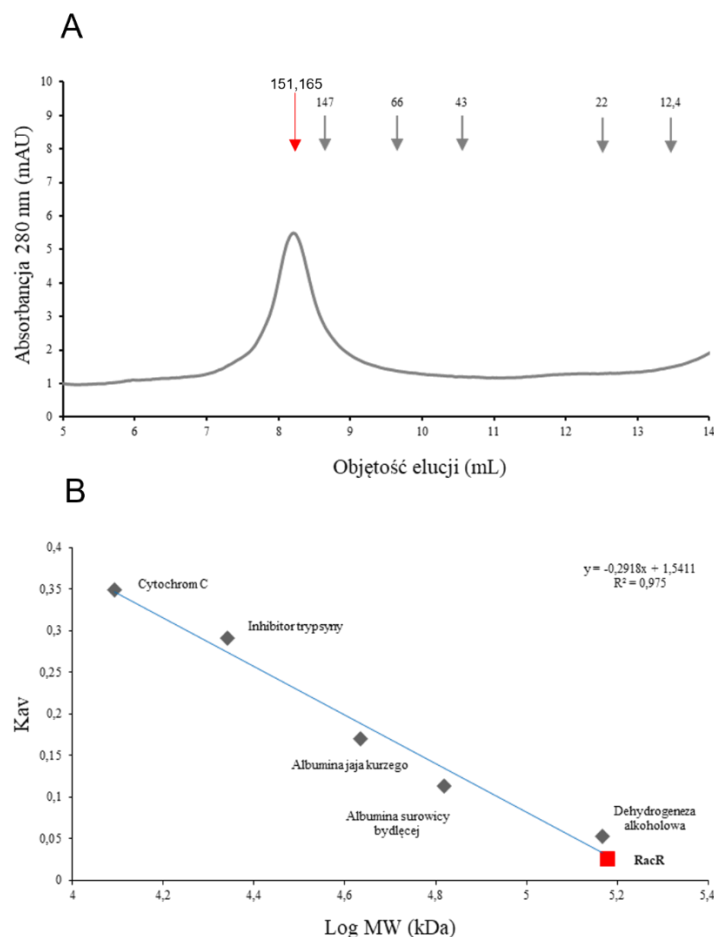 A
151,165
147 66 43 22 12,4
10
9
8
7
6
5
4
3
2
1
0
Absorbancja 280 nm (mAU)
5 6 7 8 9 10 11 12 13 14
Objętość elucji (mL)
B
0,4
0,35
0,3
0,25
0,2
0,15
0,1
0,05
0
Kav
y = -0,2918x + 1,5411
R² = 0,975
Cytochrom C
Inhibitor trypsyny
Albumina jaja kurzego
Albumina surowicy
bydlęcej
Dehydrogeneza
alkoholowa
RacR
4 4,2 4,4 4,6 4,8 5 5,2 5,4
Log MW (kDa)